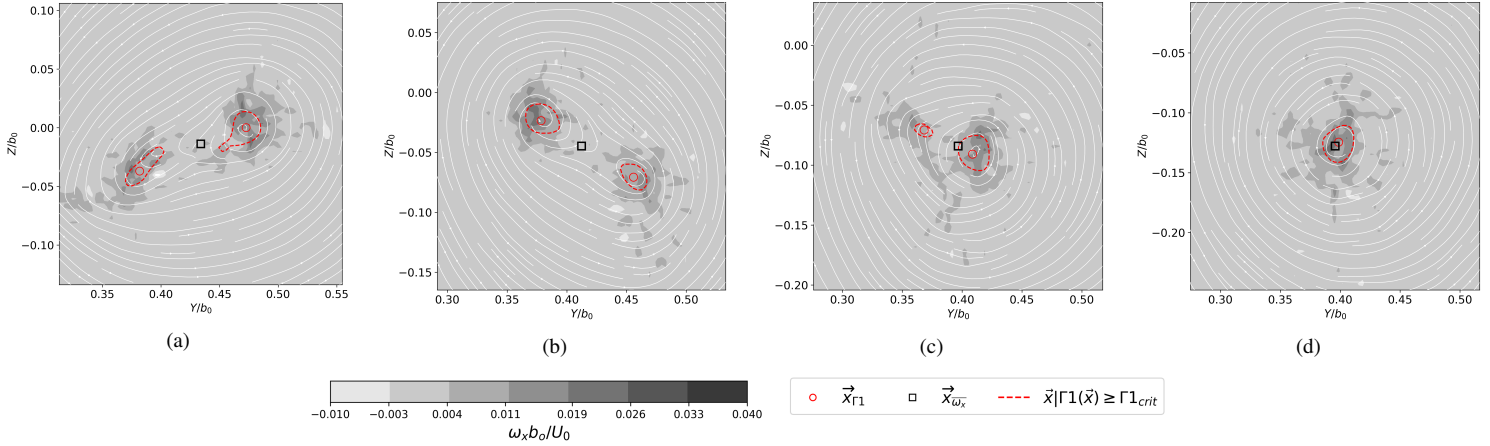 0.10
0.05
0.00
−0.05
−0.10
Z/b₀
0.35 0.40 0.45 0.50 0.55
Y/b₀
(a)
0.05
0.00
−0.05
−0.10
−0.15
Z/b₀
0.30 0.35 0.40 0.45 0.50
Y/b₀
(b)
0.00
−0.05
−0.10
−0.15
−0.20
Z/b₀
0.30 0.35 0.40 0.45 0.50
Y/b₀
(c)
−0.05
−0.10
−0.15
−0.20
Z/b₀
0.30 0.35 0.40 0.45 0.50
Y/b₀
(d)
−0.010 −0.003 0.004 0.011 0.019 0.026 0.033 0.040
ωₓbₒ/U₀
x⃗_Γ1 x⃗_ω̅ₓ x⃗|Γ1(x⃗) ≥ Γ1_crit